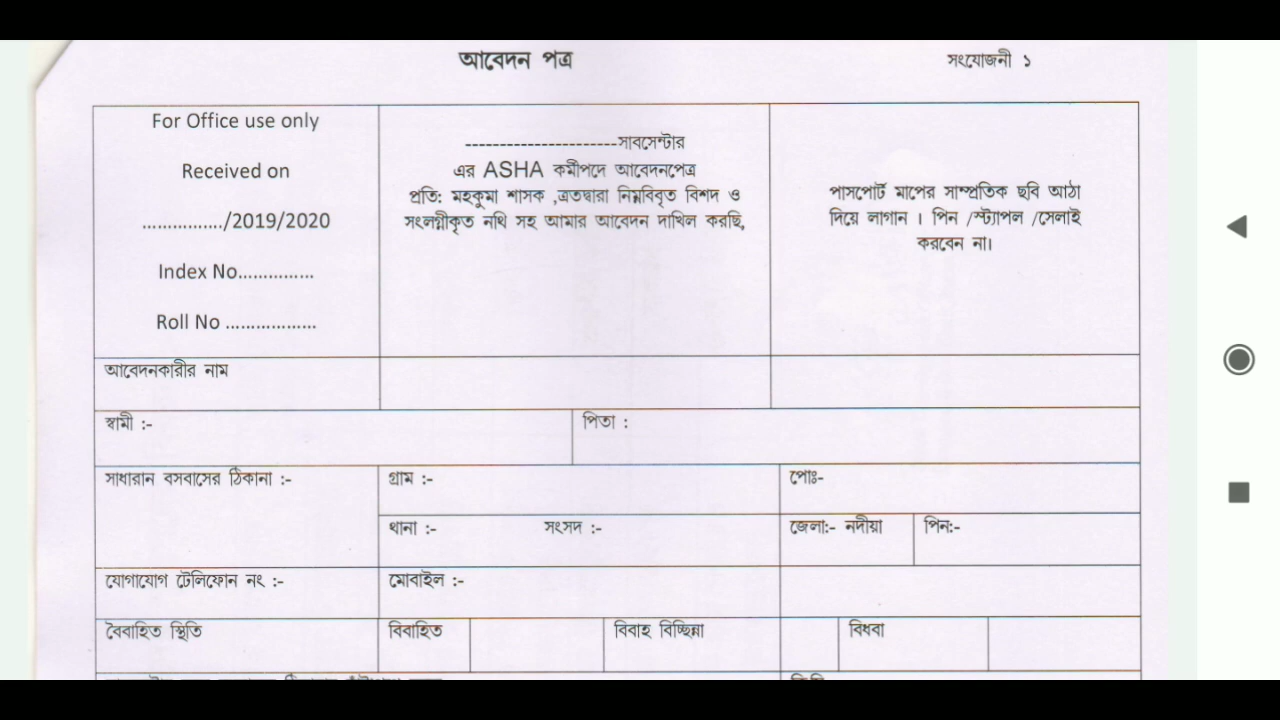 আবেদন পত্র
সংযোজনী ১
For Office use only
Received on
................/2019/2020
Index No..............
Roll No .................
----------------------সাবসেন্টার
এর ASHA কর্মীপদে আবেদনপত্র
প্রতি: মহকুমা শাসক ,ত্রতদ্বারা নিম্নবিবৃত বিশদ ও
সংলগ্নীকৃত নথি সহ আমার আবেদন দাখিল করছি,
পাসপোর্ট মাপের সাম্প্রতিক ছবি আঠা
দিয়ে লাগান । পিন /স্ট্যাপল /সেলাই
করবেন না।
আবেদনকারীর নাম
স্বামী :-
পিতা :
সাধারান বসবাসের ঠিকানা :-
গ্রাম :-
পোঃ-
থানা :- সংসদ :-
জেলা:- নদীয়া
পিন:-
যোগাযোগ টেলিফোন নং :-
মোবাইল :-
বৈবাহিত স্থিতি
বিবাহিত
বিবাহ বিচ্ছিন্না
বিধবা